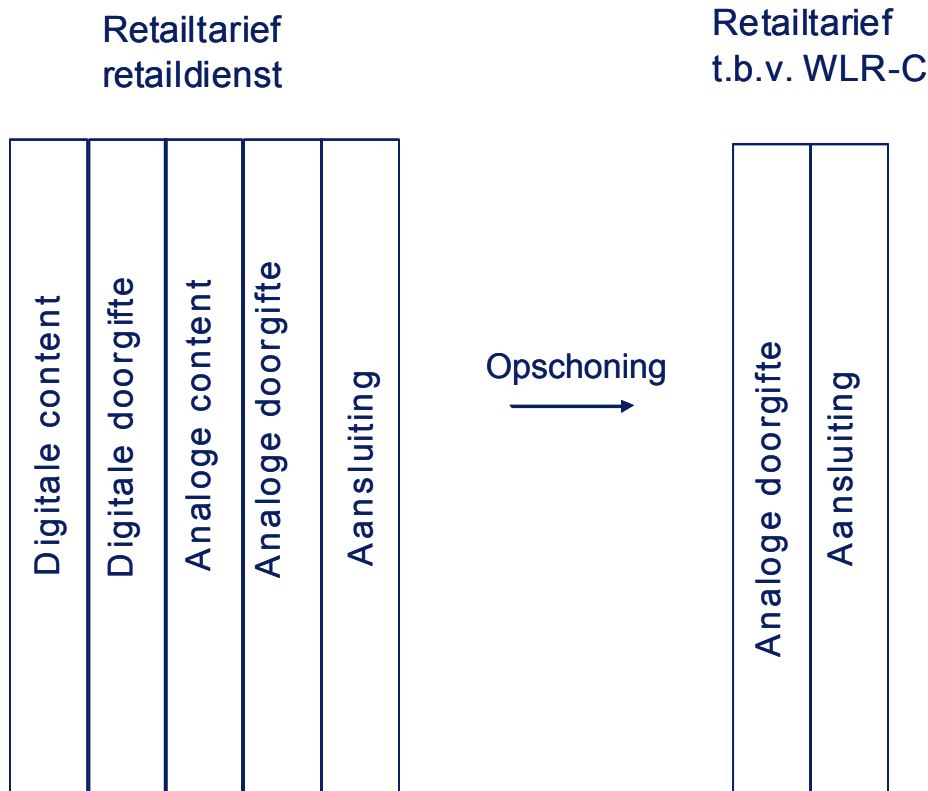 Retailtarief
retaildienst
Retailtarief
t.b.v. WLR-C
Digitale content
Digitale doorgifte
Analoge content
Analoge doorgifte
Aansluiting
Opschoning
Analoge doorgifte
Aansluiting